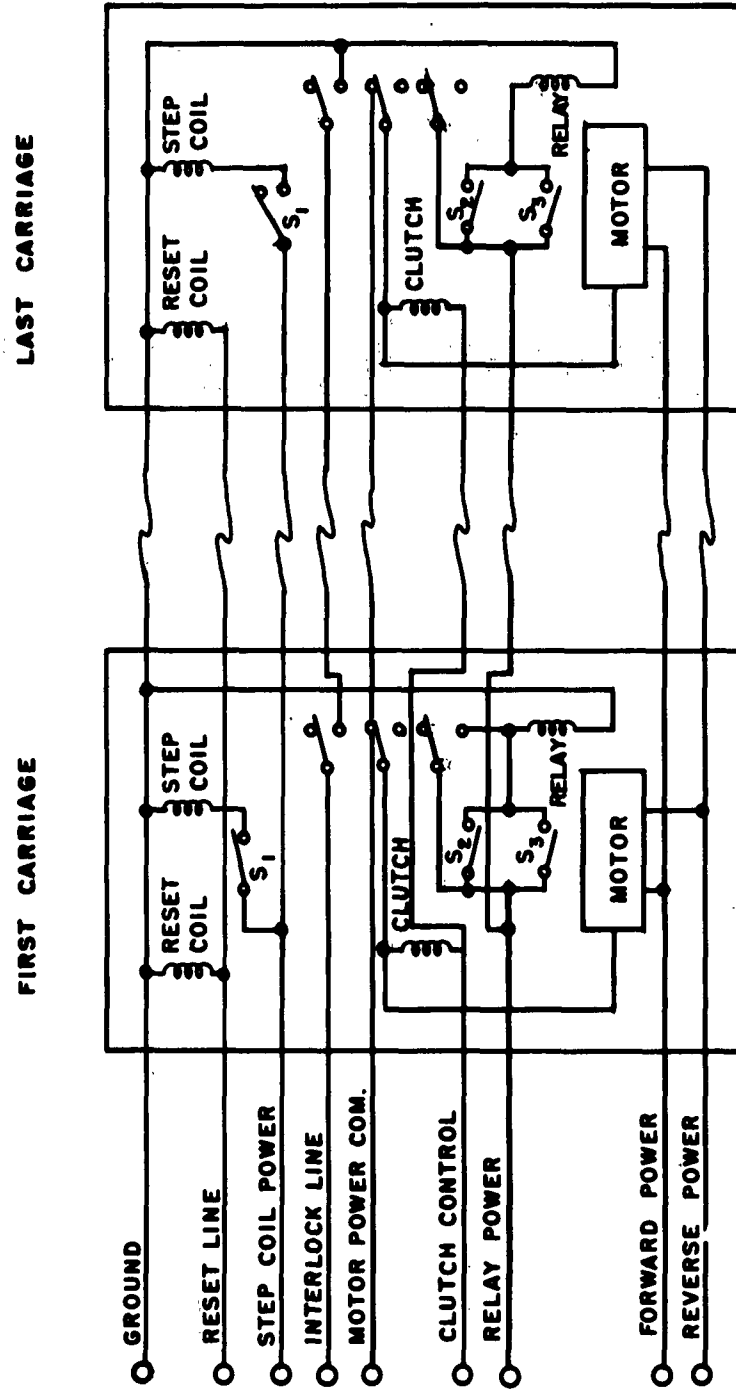 FIRST CARRIAGE
LAST CARRIAGE
GROUND
RESET LINE
STEP COIL POWER
INTERLOCK LINE
MOTOR POWER COM.
CLUTCH CONTROL
RELAY POWER
FORWARD POWER
REVERSE POWER
RESET
COIL
STEP
COIL
S1
CLUTCH
S2
S3
RELAY
MOTOR
RESET
COIL
STEP
COIL
S1
CLUTCH
S2
S3
RELAY
MOTOR